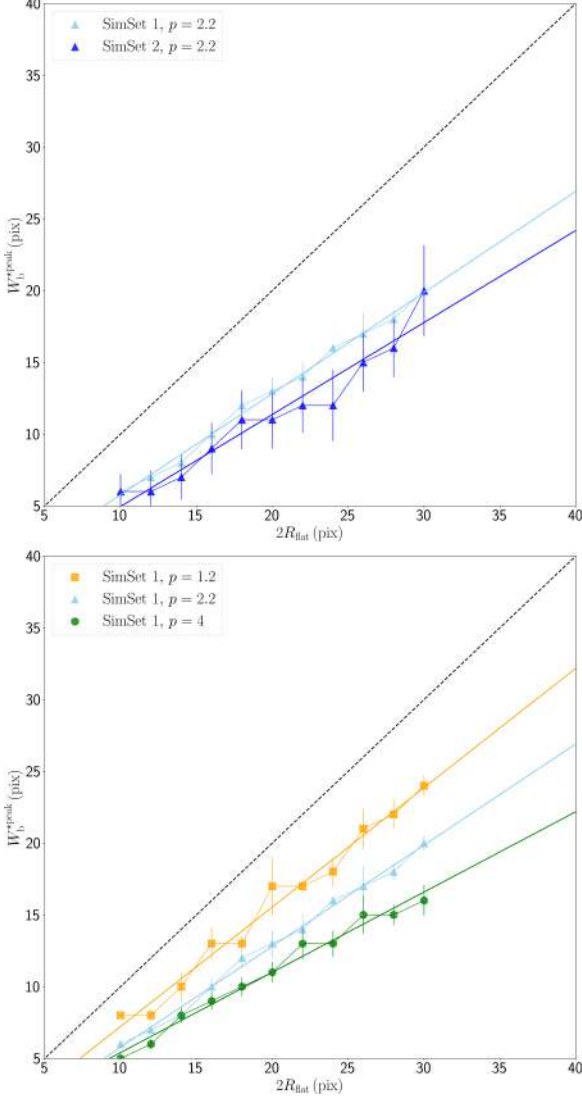 40
35
30
25
20
15
10
5
W_b^{*peak} (pix)
SimSet 1, p = 2.2
SimSet 2, p = 2.2
5 10 15 20 25 30 35 40
2R_flat (pix)
40
35
30
25
20
15
10
5
W_b^{*peak} (pix)
SimSet 1, p = 1.2
SimSet 1, p = 2.2
SimSet 1, p = 4
5 10 15 20 25 30 35 40
2R_flat (pix)